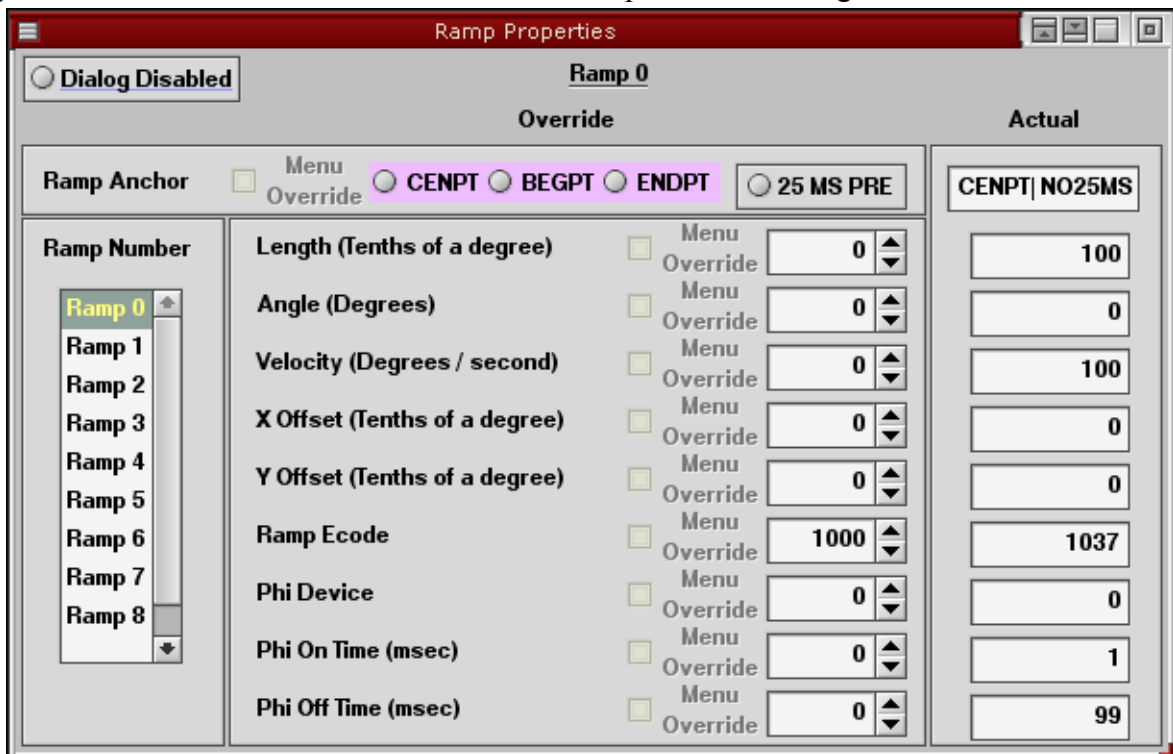 Ramp Properties
Dialog Disabled
Ramp 0
Override
Actual
Ramp Anchor
Menu
Override
CENPT
BEGPT
ENDPT
25 MS PRE
CENPT| NO25MS
Ramp Number
Ramp 0
Ramp 1
Ramp 2
Ramp 3
Ramp 4
Ramp 5
Ramp 6
Ramp 7
Ramp 8
Length (Tenths of a degree)
Menu
Override
0
100
Angle (Degrees)
Menu
Override
0
0
Velocity (Degrees / second)
Menu
Override
0
100
X Offset (Tenths of a degree)
Menu
Override
0
0
Y Offset (Tenths of a degree)
Menu
Override
0
0
Ramp Ecode
Menu
Override
1000
1037
Phi Device
Menu
Override
0
0
Phi On Time (msec)
Menu
Override
0
1
Phi Off Time (msec)
Menu
Override
0
99